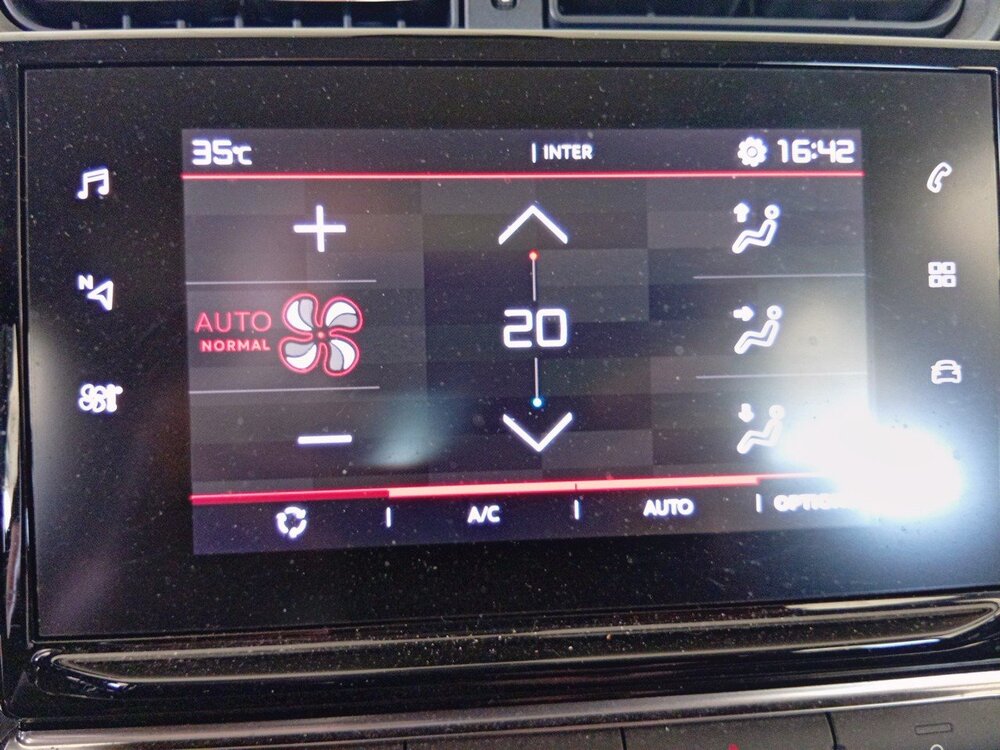 35°C | INTER 16:42
N
20
AUTO
NORMAL
A/C | AUTO |